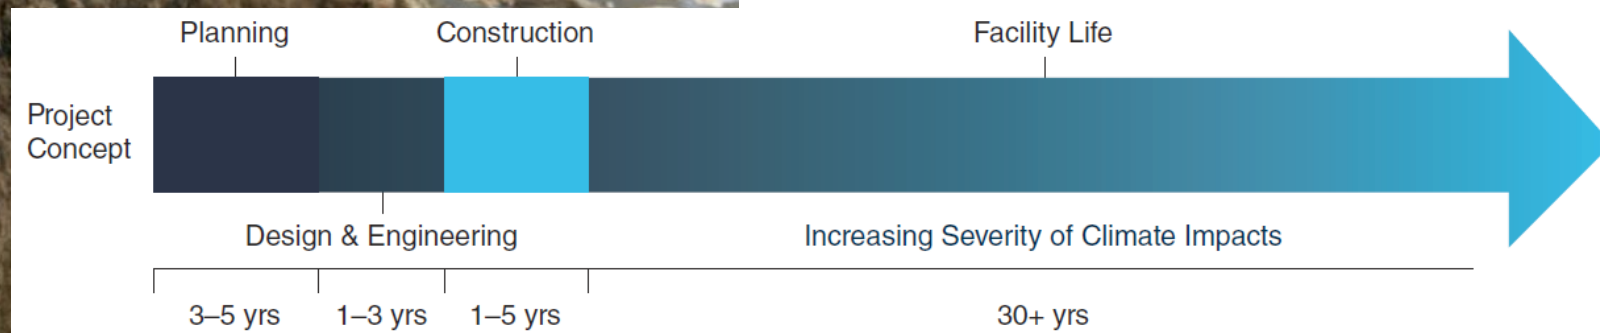 Planning
Construction
Facility Life
Project
Concept
Design & Engineering
Increasing Severity of Climate Impacts
3–5 yrs
1–3 yrs
1–5 yrs
30+ yrs